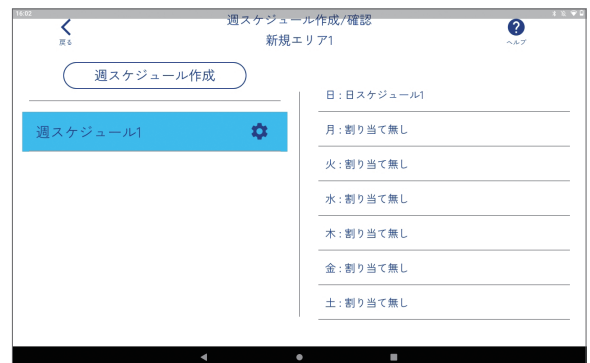 16:02
週スケジュール作成/確認
戻る
新規エリア1
ヘルプ
週スケジュール作成
週スケジュール1
日:日スケジュール1
月:割り当て無し
火:割り当て無し
水:割り当て無し
木:割り当て無し
金:割り当て無し
土:割り当て無し